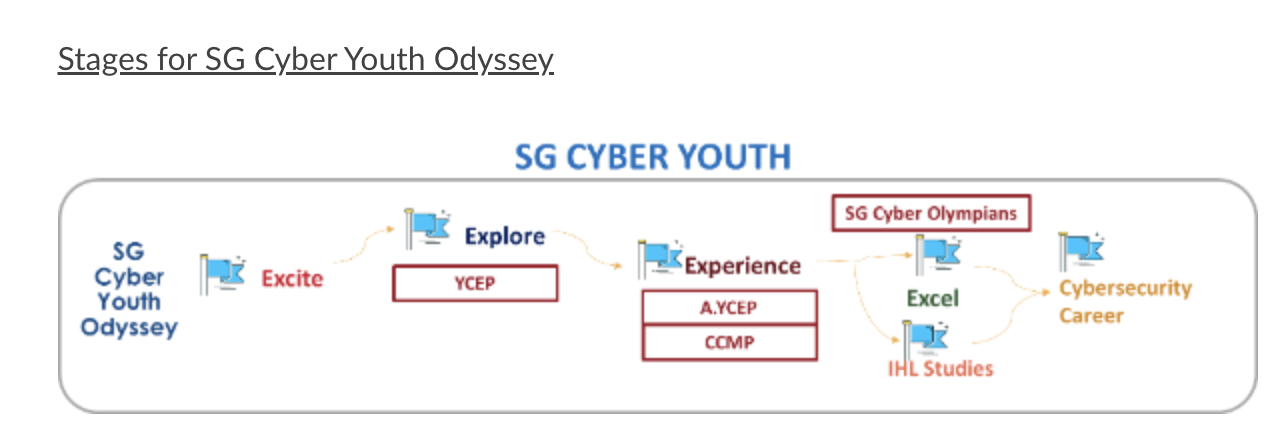 Stages for SG Cyber Youth Odyssey
SG CYBER YOUTH
SG
Cyber
Youth
Odyssey
Excite
Explore
YCEP
Experience
A.YCEP
CCMP
SG Cyber Olympians
Excel
IHL Studies
Cybersecurity
Career